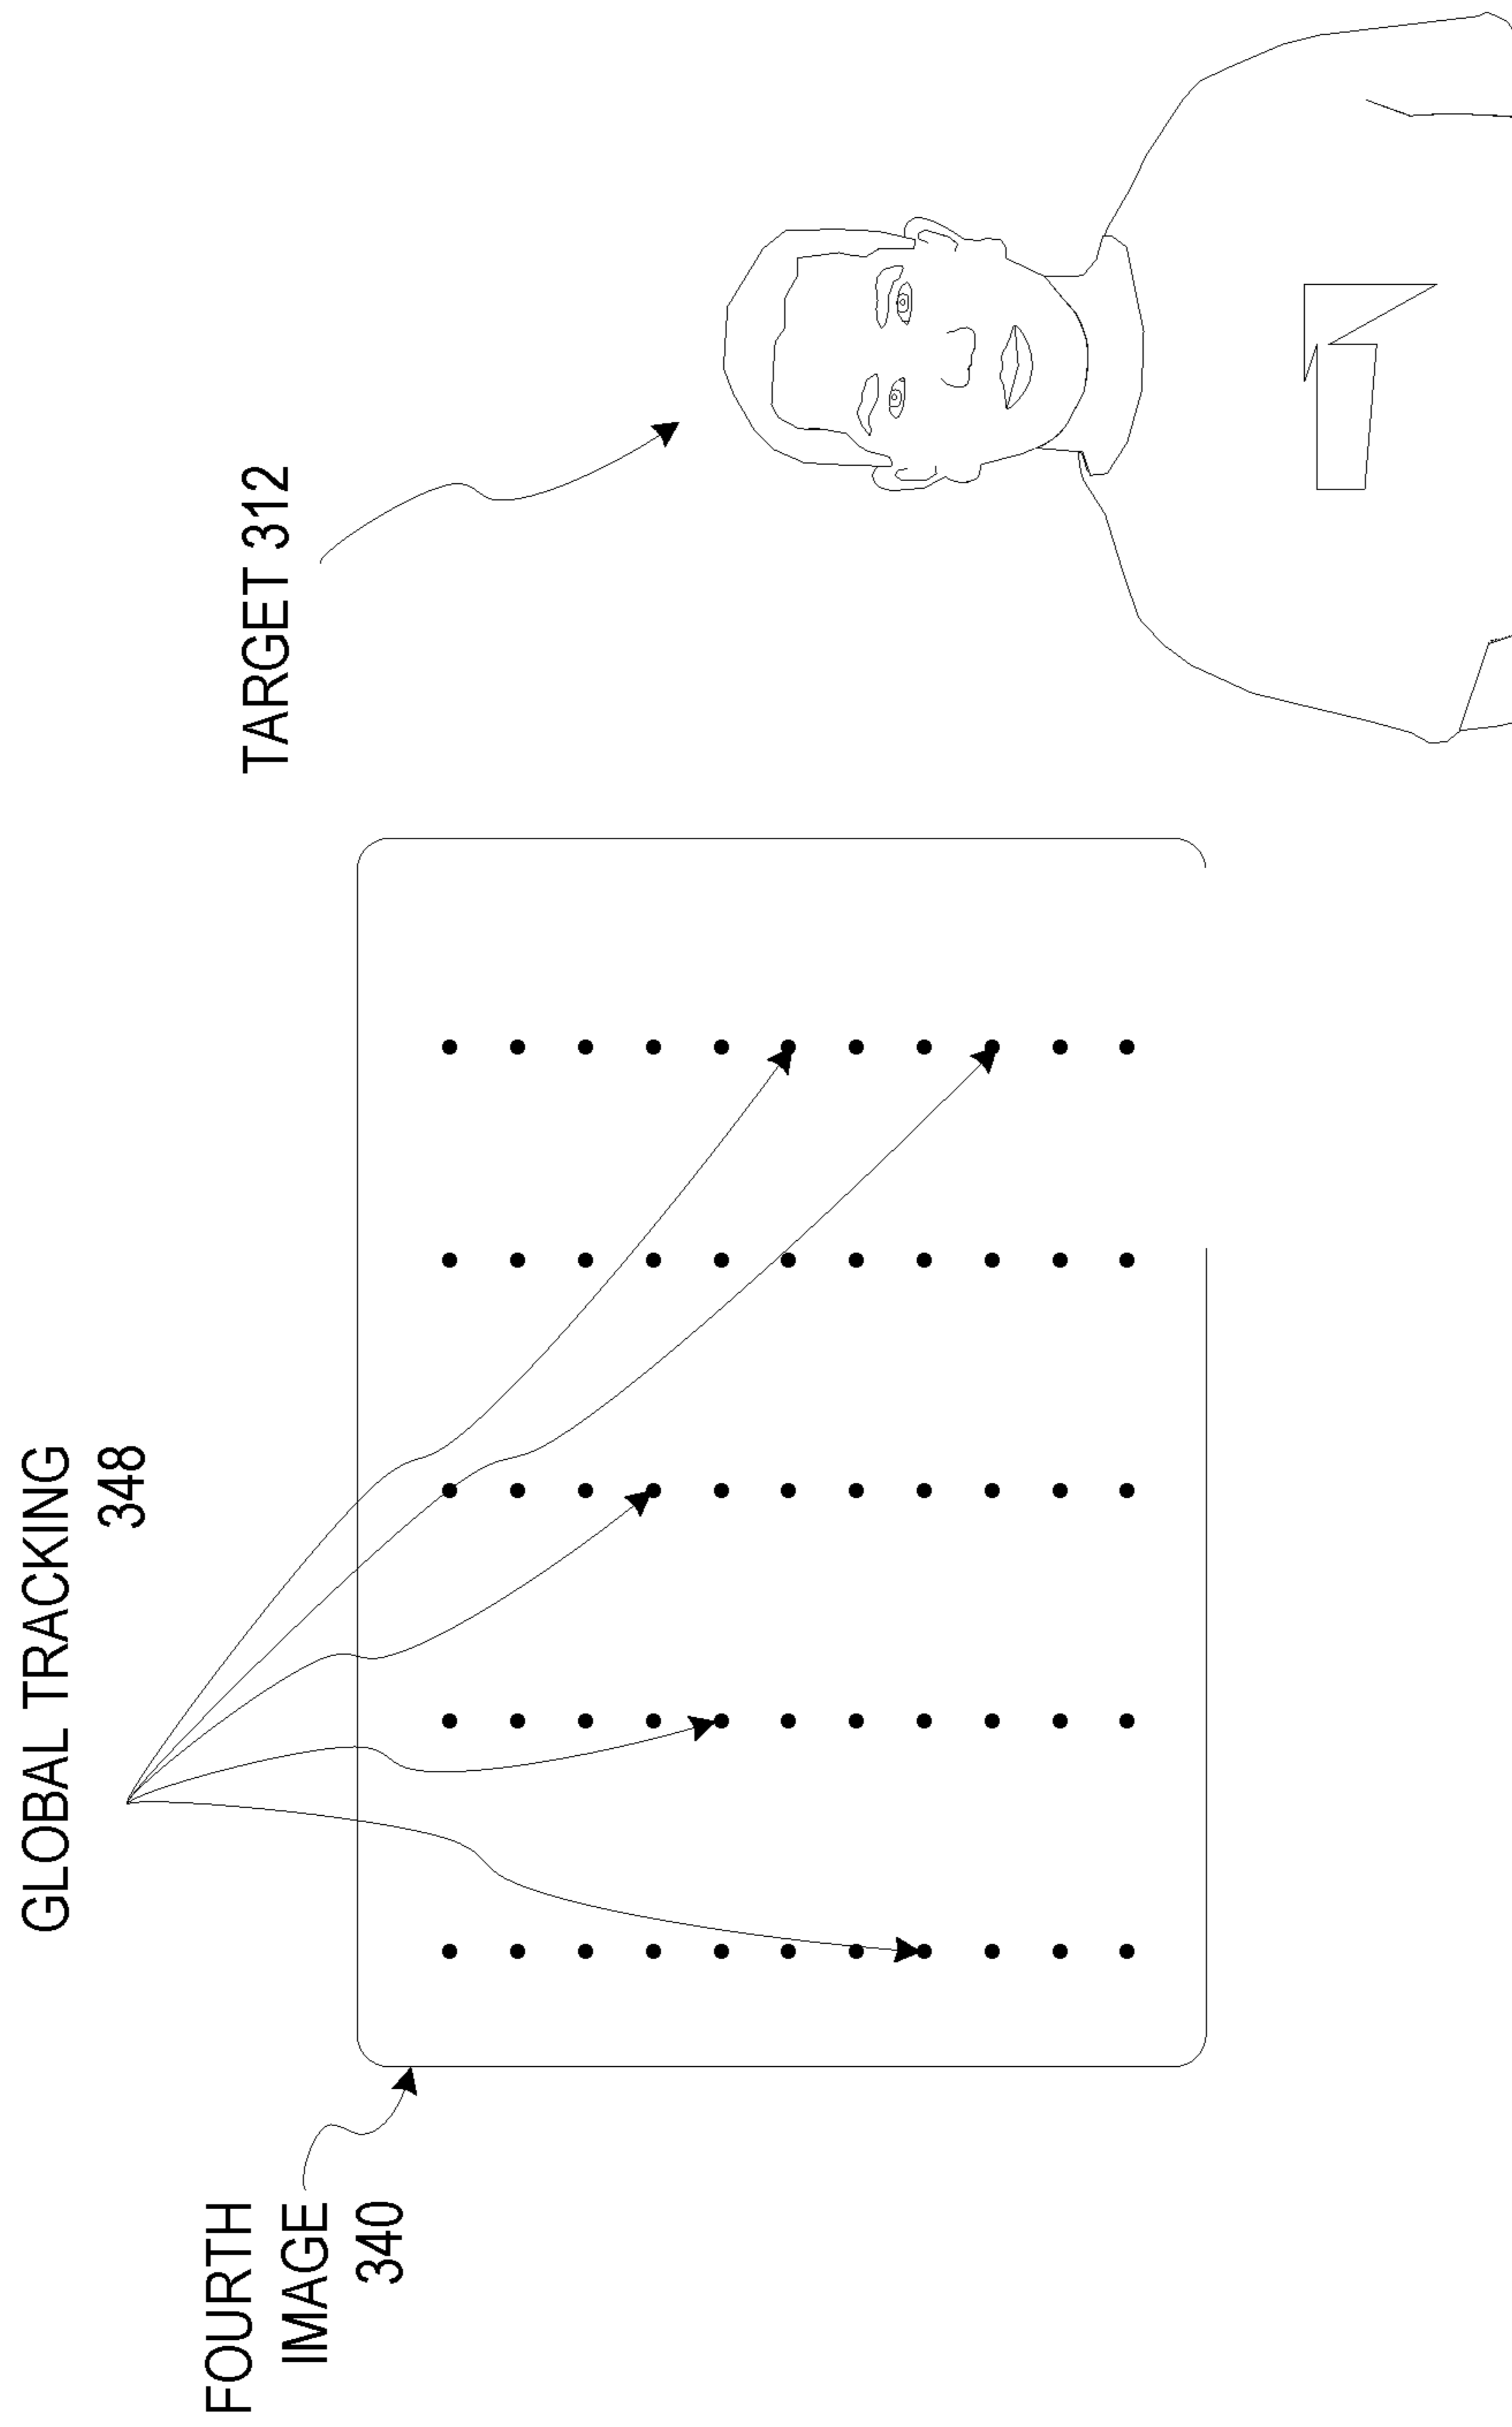 GLOBAL TRACKING
348
TARGET 312
FOURTH
IMAGE
340